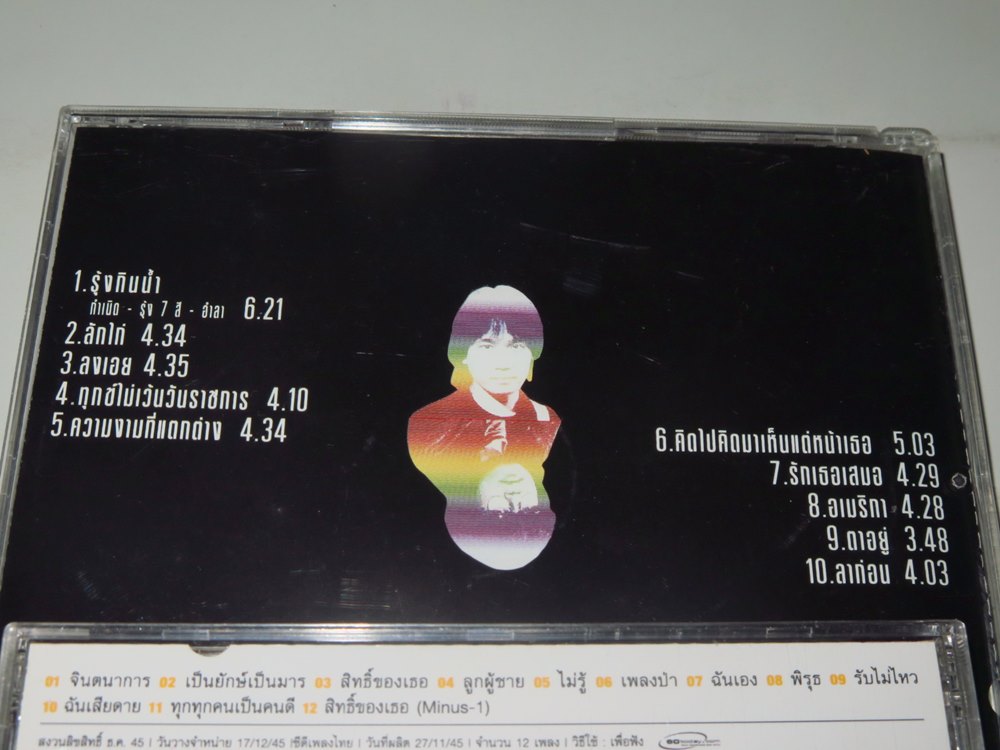 1.รุ้งกินน้ำ
กำเนิด - รุ่ง 7 สี - อำลา 6.21
2.ลักไก่ 4.34
3.ลงเอย 4.35
4.ทุกข์ไม่เว้นวันราชการ 4.10
5.ความงามที่แตกต่าง 4.34
6.คิดไปคิดมาเห็นแต่หน้าเธอ 5.03
7.รักเธอเสมอ 4.29
8.อเมริกา 4.28
9.ตาอยู่ 3.48
10.ลาก่อน 4.03
01 จินตนาการ 02 เป็นยักษ์เป็นมาร 03 สิทธิ์ของเธอ 04 ลูกผู้ชาย 05 ไม่รู้ 06 เพลงป่า 07 ฉันเอง 08 พิรุธ 09 รับไม่ไหว
10 ฉันเสียดาย 11 ทุกทุกคนเป็นคนดี 12 สิทธิ์ของเธอ (Minus-1)
สงวนลิขสิทธิ์ ธ.ค. 45 | วันวางจำหน่าย 17/12/45 |ซีดีเพลงไทย | วันที่ผลิต 27/11/45 | จำนวน 12 เพลง | วิธีใช้ : เพื่อฟัง